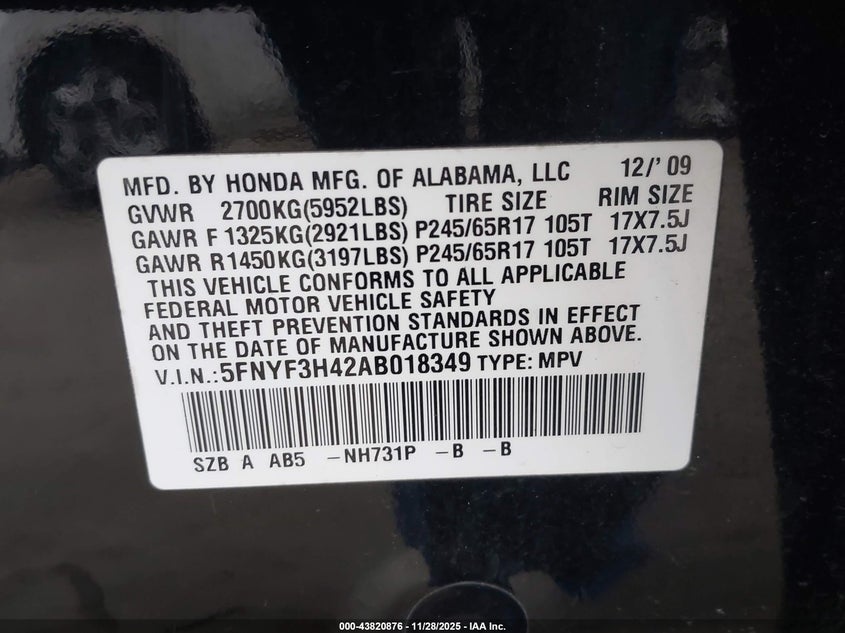 MFD. BY HONDA MFG. OF ALABAMA, LLC 12/'09
GVWR 2700KG(5952LBS) TIRE SIZE RIM SIZE
GAWR F 1325KG(2921LBS) P245/65R17 105T 17X7.5J
GAWR R1450KG(3197LBS) P245/65R17 105T 17X7.5J
THIS VEHICLE CONFORMS TO ALL APPLICABLE
FEDERAL MOTOR VEHICLE SAFETY
AND THEFT PREVENTION STANDARDS IN EFFECT
ON THE DATE OF MANUFACTURE SHOWN ABOVE.
V.I.N.:5FNYF3H42AB018349 TYPE: MPV
SZB A AB5 -NH731P -B -B
000-43820876 - 11/28/2025 - IAA Inc.